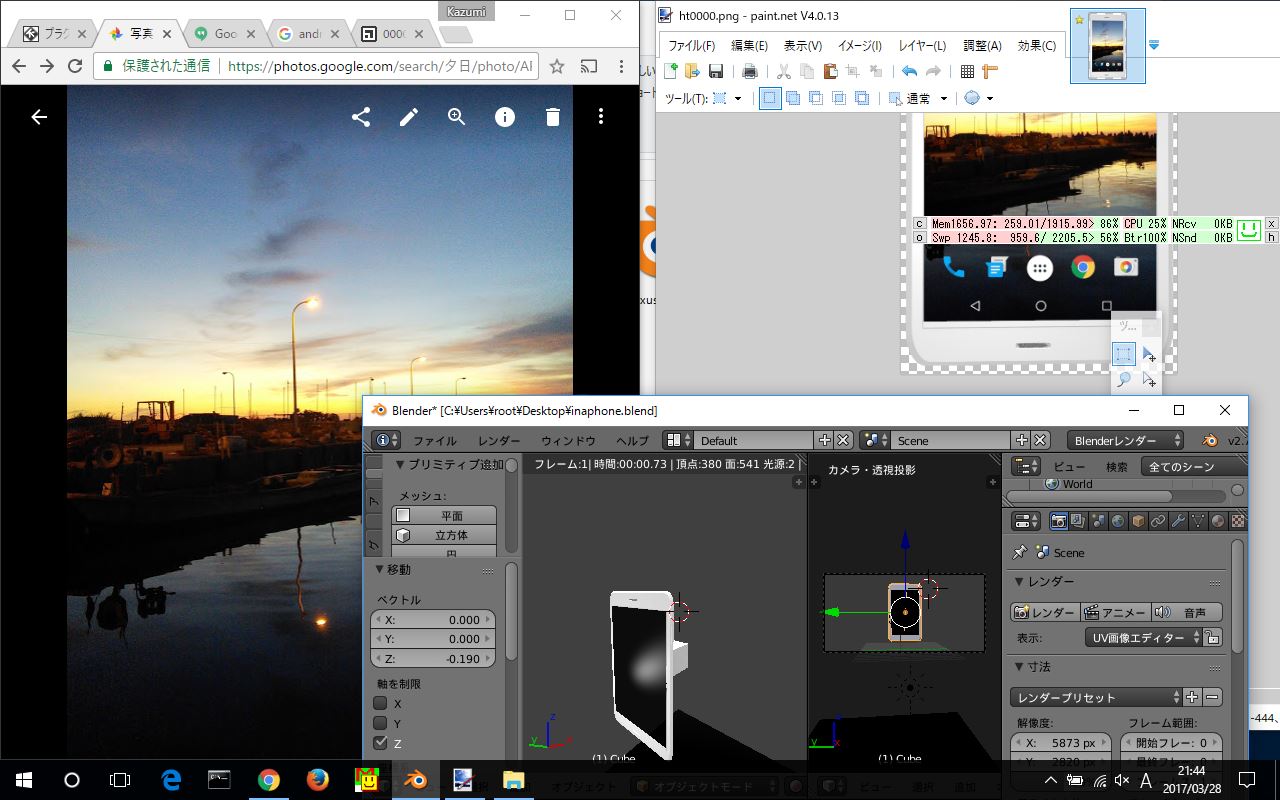 Kazumi
プラグ
写真
Goo
andr
000
保護された通信
https://photos.google.com/search/夕日/photo/AI
ht0000.png - paint.net V4.0.13
ファイル(F) 編集(E) 表示(V) イメージ(I) レイヤー(L) 調整(A) 効果(C)
ツール(T):
通常
c Mem1656.97: 259.01/1915.99> 86% CPU 25% NRcv 0KB x
o Swp 1245.8: 959.6/ 2205.5> 56% Btr100% NSnd 0KB h
ツ...
Blender* [C:¥Users¥root¥Desktop¥inaphone.blend]
ファイル レンダー ウィンドウ ヘルプ Default Scene Blenderレンダー v2.7
プリミティブ追加
メッシュ:
平面
立方体
円
移動
ベクトル
X: 0.000
Y: 0.000
Z: -0.190
軸を制限
X
Y
Z
フレーム:1| 時間:00:00.73 | 頂点:380 面:541 光源:2 |
(1) Cube
オブジェクト オブジェクトモード
カメラ・透視投影
(1) Cube
ビュー 選択 追加
ビュー 検索 全てのシーン
World
Scene
レンダー
レンダー アニメー 音声
表示: UV画像エディター
寸法
レンダープリセット
解像度: フレーム範囲:
X: 5873 px 開始フレー: 0
Y: 2820 px 最終フレー: 0
-444、
A
21:44
2017/03/28